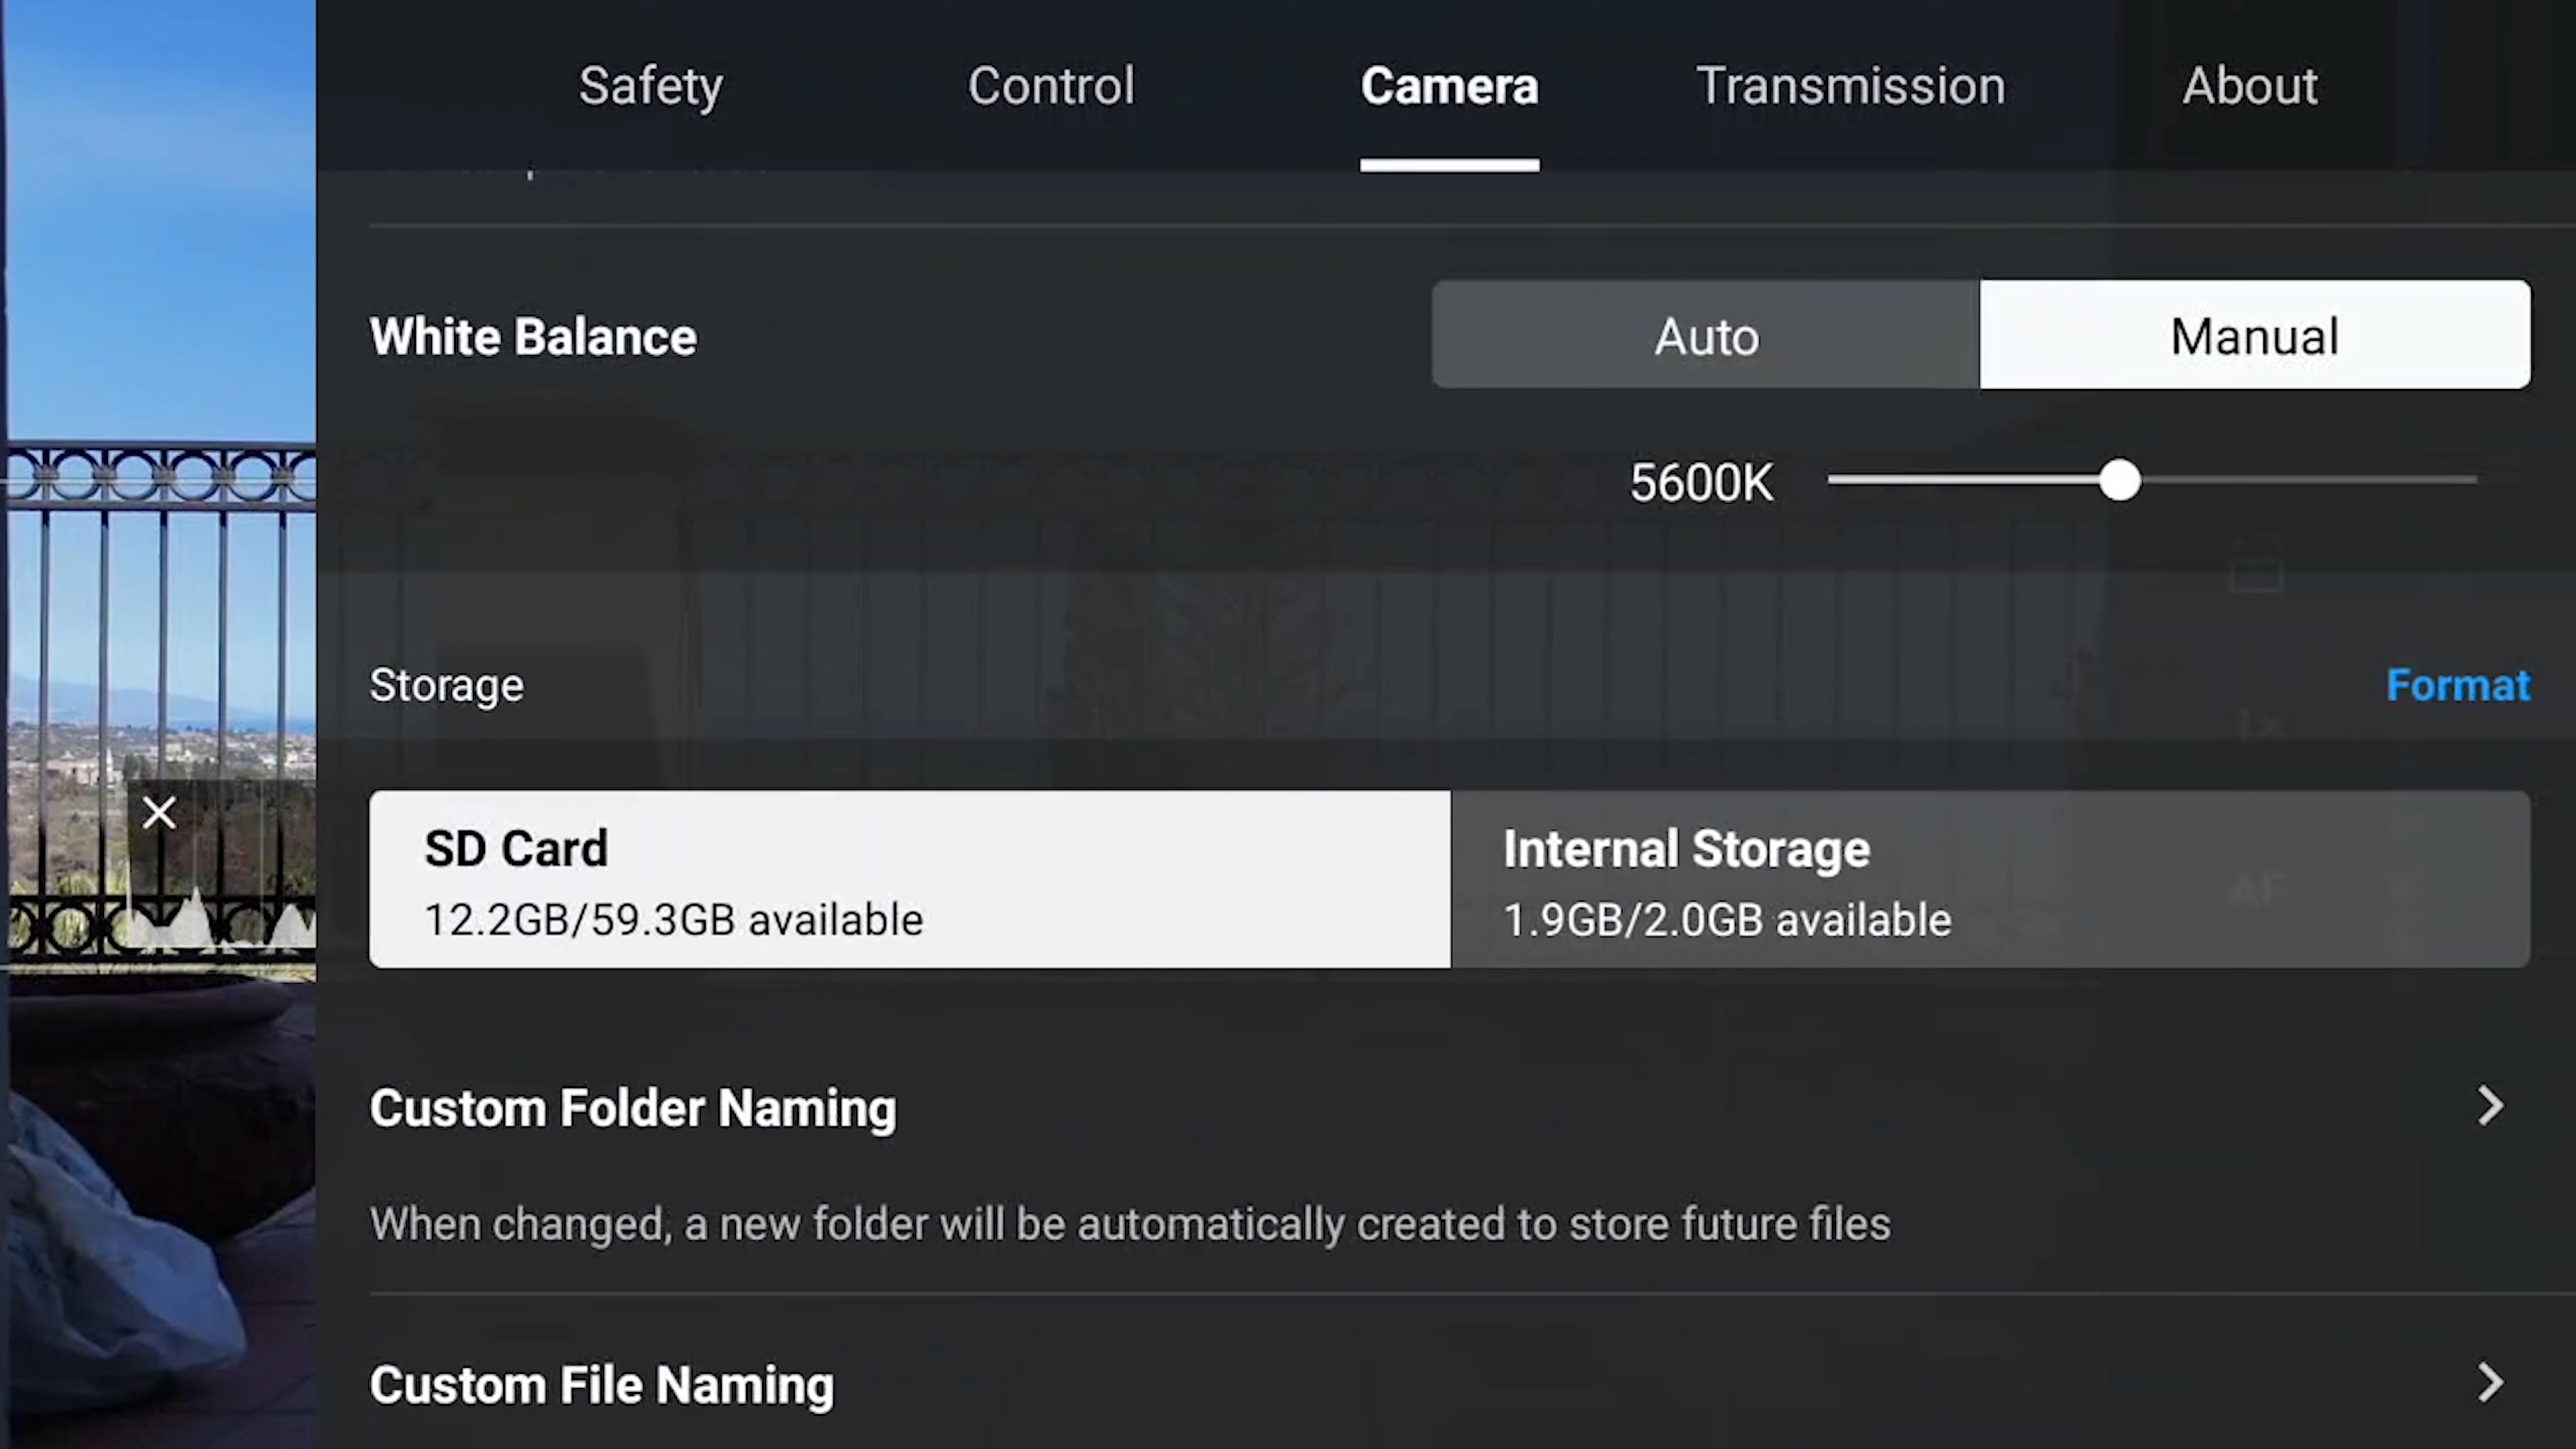 Safety Control Camera Transmission About
White Balance Auto Manual
5600K
Storage Format
SD Card
12.2GB/59.3GB available
Internal Storage
1.9GB/2.0GB available
Custom Folder Naming
When changed, a new folder will be automatically created to store future files
Custom File Naming